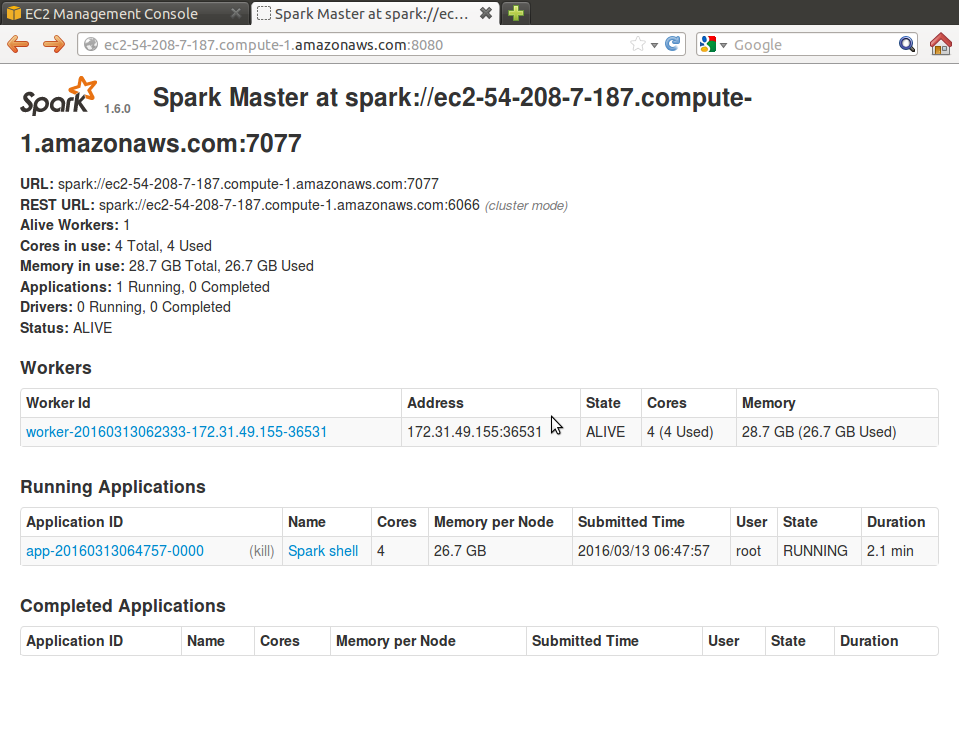 EC2 Management Console
Spark Master at spark://ec...
ec2-54-208-7-187.compute-1.amazonaws.com:8080
Google
Spark 1.6.0 Spark Master at spark://ec2-54-208-7-187.compute-
1.amazonaws.com:7077
URL: spark://ec2-54-208-7-187.compute-1.amazonaws.com:7077
REST URL: spark://ec2-54-208-7-187.compute-1.amazonaws.com:6066 (cluster mode)
Alive Workers: 1
Cores in use: 4 Total, 4 Used
Memory in use: 28.7 GB Total, 26.7 GB Used
Applications: 1 Running, 0 Completed
Drivers: 0 Running, 0 Completed
Status: ALIVE
Workers
Worker Id Address State Cores Memory
worker-20160313062333-172.31.49.155-36531 172.31.49.155:36531 ALIVE 4 (4 Used) 28.7 GB (26.7 GB Used)
Running Applications
Application ID Name Cores Memory per Node Submitted Time User State Duration
app-20160313064757-0000 (kill) Spark shell 4 26.7 GB 2016/03/13 06:47:57 root RUNNING 2.1 min
Completed Applications
Application ID Name Cores Memory per Node Submitted Time User State Duration